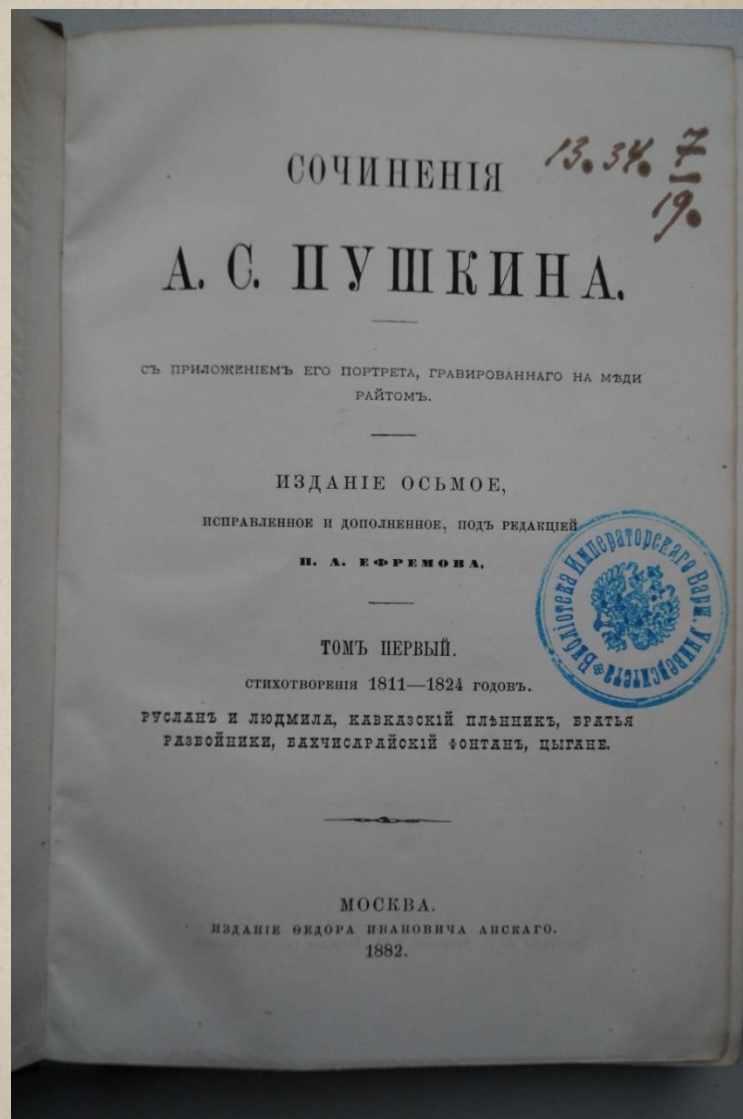 СОЧИНЕНІЯ
13. 34. 7
19.
А. С. ПУШКИНА.
СЪ ПРИЛОЖЕНІЕМЪ ЕГО ПОРТРЕТА, ГРАВИРОВАННАГО НА МѢДИ
РАЙТОМЪ.
ИЗДАНІЕ ОСЬМОЕ,
ИСПРАВЛЕННОЕ И ДОПОЛНЕННОЕ, ПОДЪ РЕДАКЦІЕЙ
П. А. ЕФРЕМОВА.
Библіотека Императорскаго Варш. Университета
ТОМЪ ПЕРВЫЙ.
СТИХОТВОРЕНІЯ 1811—1824 ГОДОВЪ.
РУСЛАНЪ И ЛЮДМИЛА, КАВКАЗСКІЙ ПЛѢННИКЪ, БРАТЬЯ
РАЗБОЙНИКИ, БАХЧИСАРАЙСКІЙ ФОНТАНЪ, ЦЫГАНЕ.
МОСКВА.
ИЗДАНІЕ ѲЕДОРА ИВАНОВИЧА АНСКАГО.
1882.